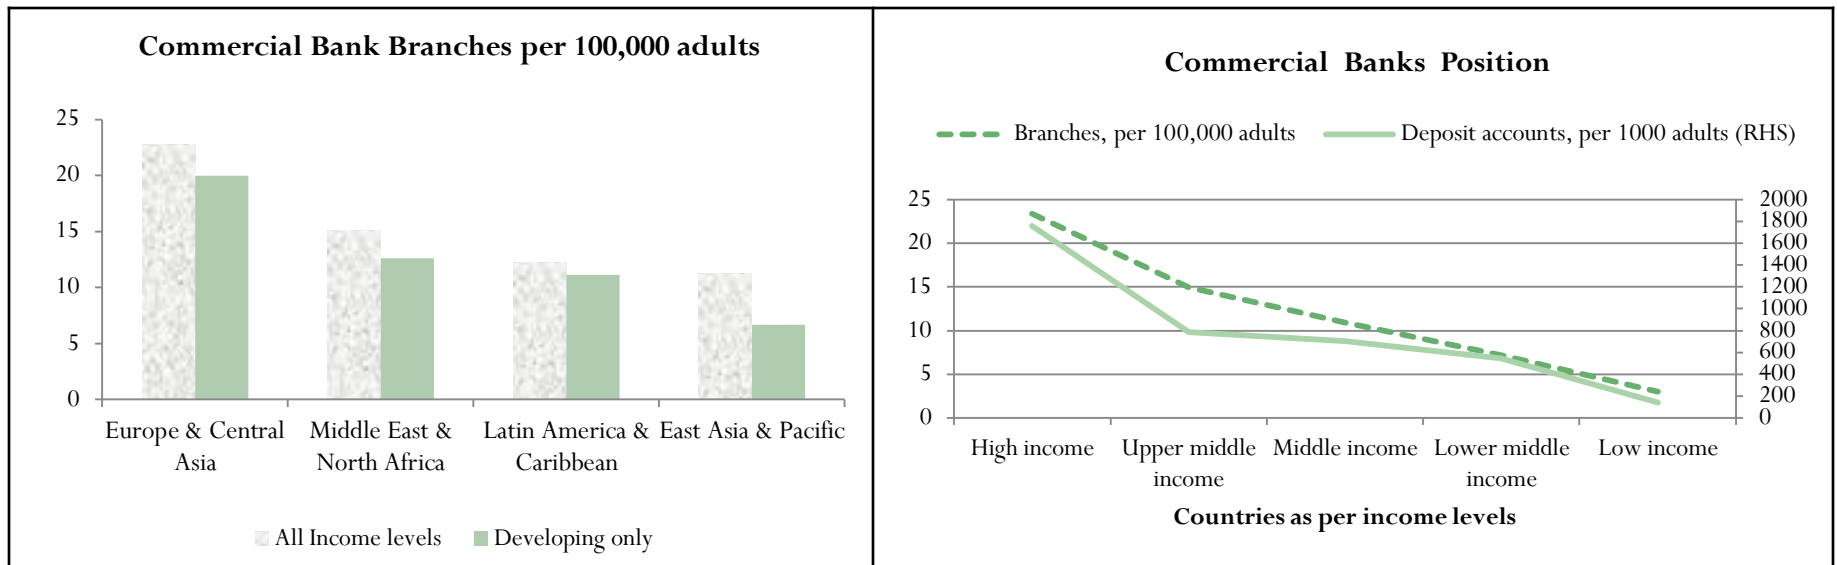 Commercial Bank Branches per 100,000 adults
25
20
15
10
5
0
Europe & Central
Asia
Middle East &
North Africa
Latin America &
Caribbean
East Asia & Pacific
All Income levels
Developing only
Commercial Banks Position
Branches, per 100,000 adults
Deposit accounts, per 1000 adults (RHS)
25
20
15
10
5
0
2000
1800
1600
1400
1200
1000
800
600
400
200
0
High income
Upper middle
income
Middle income
Lower middle
income
Low income
Countries as per income levels